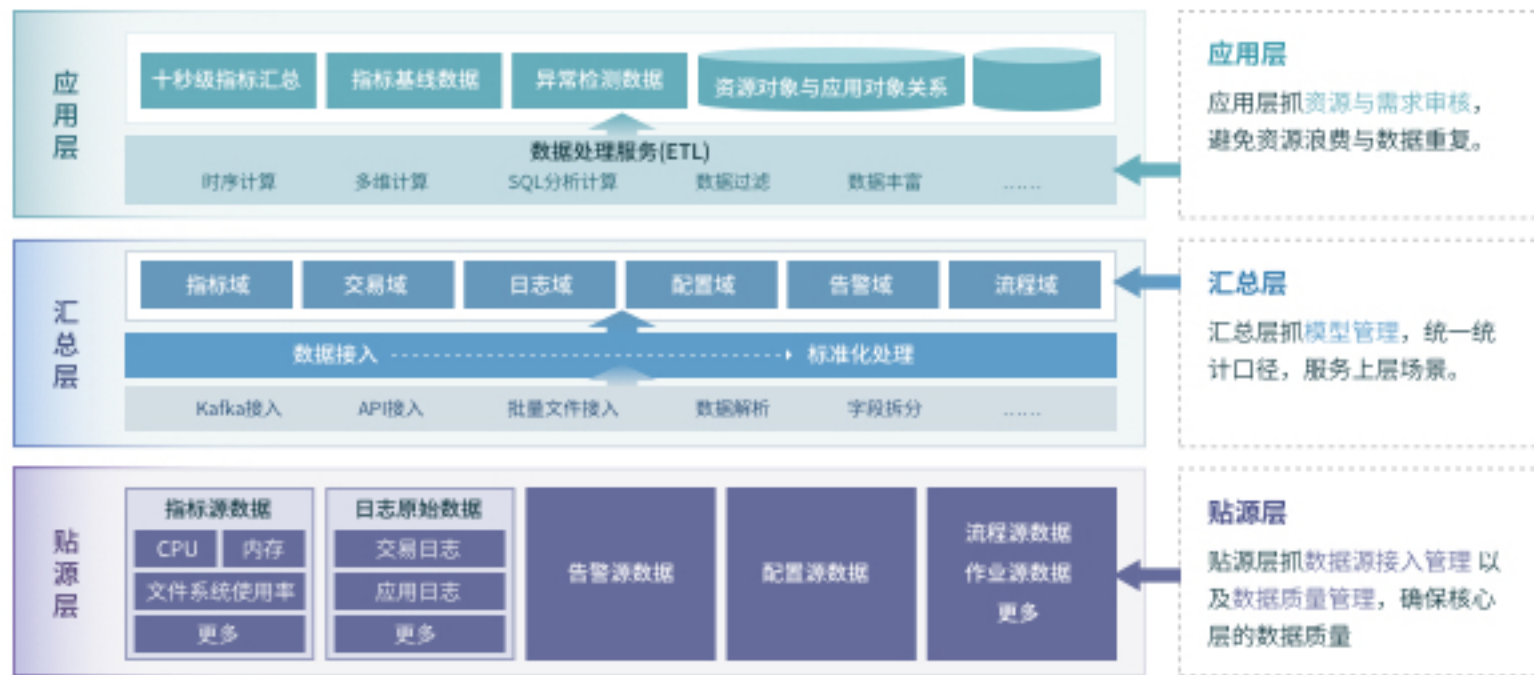 应用层
十秒级指标汇总 指标基线数据 异常检测数据 资源对象与应用对象关系
数据处理服务(ETL)
时序计算 多维计算 SQL分析计算 数据过滤 数据丰富 ……
应用层
应用层抓资源与需求审核，
避免资源浪费与数据重复。
汇总层
指标域 交易域 日志域 配置域 告警域 流程域
数据接入 标准化处理
Kafka接入 API接入 批量文件接入 数据解析 字段拆分 ……
汇总层
汇总层抓模型管理，统一统
计口径，服务上层场景。
贴源层
指标源数据
CPU 内存
文件系统使用率
更多
日志原始数据
交易日志
应用日志
更多
告警源数据
配置源数据
流程源数据
作业源数据
更多
贴源层
贴源层抓数据源接入管理 以
及数据质量管理，确保核心
层的数据质量